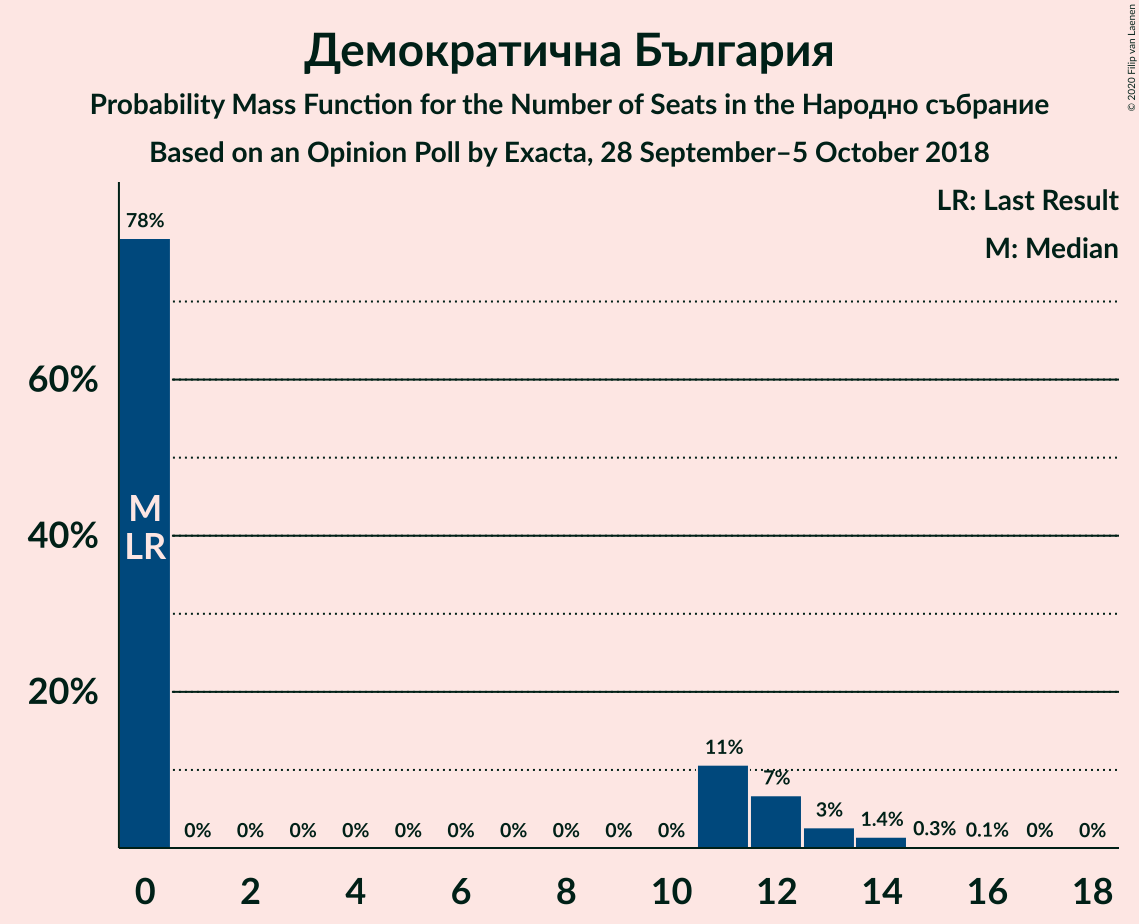 Демократична България
Probability Mass Function for the Number of Seats in the Народно събрание
Based on an Opinion Poll by Exacta, 28 September–5 October 2018
© 2020 Filip van Laenen
LR: Last Result
M: Median
78%
60%
40%
20%
M
LR
0% 0% 0% 0% 0% 0% 0% 0% 0% 0% 11% 7% 3% 1.4% 0.3% 0.1% 0% 0%
0 2 4 6 8 10 12 14 16 18